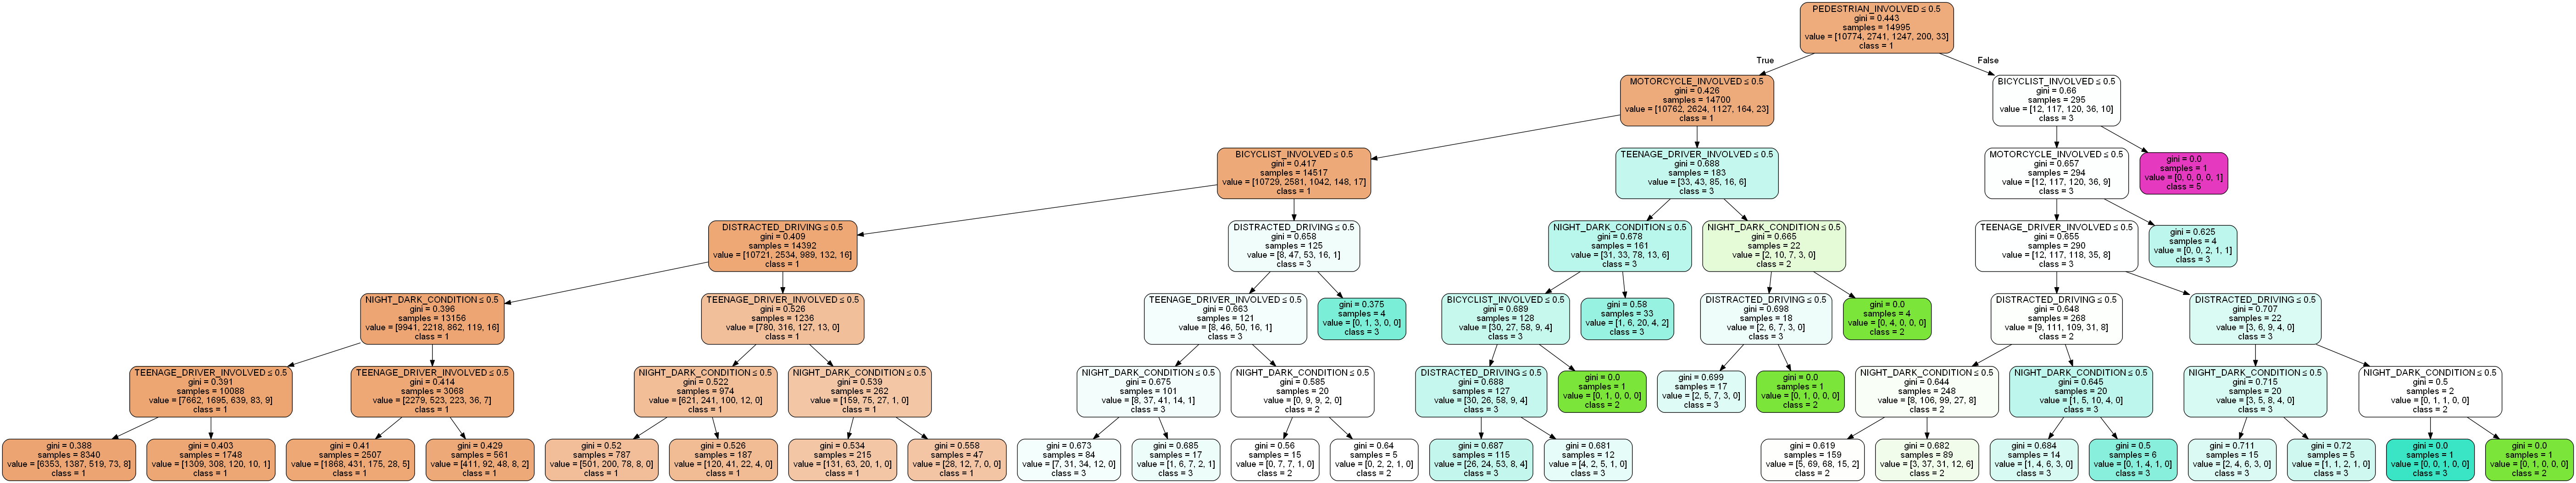 PEDESTRIAN_INVOLVED ≤ 0.5
gini = 0.443
samples = 14995
value = [10774, 2741, 1247, 200, 33]
class = 1
True
False
MOTORCYCLE_INVOLVED ≤ 0.5
gini = 0.426
samples = 14700
value = [10762, 2624, 1127, 164, 23]
class = 1
BICYCLIST_INVOLVED ≤ 0.5
gini = 0.66
samples = 295
value = [12, 117, 120, 36, 10]
class = 3
BICYCLIST_INVOLVED ≤ 0.5
gini = 0.417
samples = 14517
value = [10729, 2581, 1042, 148, 17]
class = 1
TEENAGE_DRIVER_INVOLVED ≤ 0.5
gini = 0.688
samples = 183
value = [33, 43, 85, 16, 6]
class = 3
MOTORCYCLE_INVOLVED ≤ 0.5
gini = 0.657
samples = 294
value = [12, 117, 120, 36, 9]
class = 3
gini = 0.0
samples = 1
value = [0, 0, 0, 0, 1]
class = 5
DISTRACTED_DRIVING ≤ 0.5
gini = 0.409
samples = 14392
value = [10721, 2534, 989, 132, 16]
class = 1
DISTRACTED_DRIVING ≤ 0.5
gini = 0.658
samples = 125
value = [8, 47, 53, 16, 1]
class = 3
NIGHT_DARK_CONDITION ≤ 0.5
gini = 0.678
samples = 161
value = [31, 33, 78, 13, 6]
class = 3
NIGHT_DARK_CONDITION ≤ 0.5
gini = 0.665
samples = 22
value = [2, 10, 7, 3, 0]
class = 2
TEENAGE_DRIVER_INVOLVED ≤ 0.5
gini = 0.655
samples = 290
value = [12, 117, 118, 35, 8]
class = 3
gini = 0.625
samples = 4
value = [0, 0, 2, 1, 1]
class = 3
NIGHT_DARK_CONDITION ≤ 0.5
gini = 0.396
samples = 13156
value = [9941, 2218, 862, 119, 16]
class = 1
TEENAGE_DRIVER_INVOLVED ≤ 0.5
gini = 0.526
samples = 1236
value = [780, 316, 127, 13, 0]
class = 1
TEENAGE_DRIVER_INVOLVED ≤ 0.5
gini = 0.663
samples = 121
value = [8, 46, 50, 16, 1]
class = 3
gini = 0.375
samples = 4
value = [0, 1, 3, 0, 0]
class = 3
BICYCLIST_INVOLVED ≤ 0.5
gini = 0.689
samples = 128
value = [30, 27, 58, 9, 4]
class = 3
gini = 0.58
samples = 33
value = [1, 6, 20, 4, 2]
class = 3
DISTRACTED_DRIVING ≤ 0.5
gini = 0.698
samples = 18
value = [2, 6, 7, 3, 0]
class = 3
gini = 0.0
samples = 4
value = [0, 4, 0, 0, 0]
class = 2
DISTRACTED_DRIVING ≤ 0.5
gini = 0.648
samples = 268
value = [9, 111, 109, 31, 8]
class = 2
DISTRACTED_DRIVING ≤ 0.5
gini = 0.707
samples = 22
value = [3, 6, 9, 4, 0]
class = 3
TEENAGE_DRIVER_INVOLVED ≤ 0.5
gini = 0.391
samples = 10088
value = [7662, 1695, 639, 83, 9]
class = 1
TEENAGE_DRIVER_INVOLVED ≤ 0.5
gini = 0.414
samples = 3068
value = [2279, 523, 223, 36, 7]
class = 1
NIGHT_DARK_CONDITION ≤ 0.5
gini = 0.522
samples = 974
value = [621, 241, 100, 12, 0]
class = 1
NIGHT_DARK_CONDITION ≤ 0.5
gini = 0.539
samples = 262
value = [159, 75, 27, 1, 0]
class = 1
NIGHT_DARK_CONDITION ≤ 0.5
gini = 0.675
samples = 101
value = [8, 37, 41, 14, 1]
class = 3
NIGHT_DARK_CONDITION ≤ 0.5
gini = 0.585
samples = 20
value = [0, 9, 9, 2, 0]
class = 2
DISTRACTED_DRIVING ≤ 0.5
gini = 0.688
samples = 127
value = [30, 26, 58, 9, 4]
class = 3
gini = 0.0
samples = 1
value = [0, 1, 0, 0, 0]
class = 2
gini = 0.699
samples = 17
value = [2, 5, 7, 3, 0]
class = 3
gini = 0.0
samples = 1
value = [0, 1, 0, 0, 0]
class = 2
NIGHT_DARK_CONDITION ≤ 0.5
gini = 0.644
samples = 248
value = [8, 106, 99, 27, 8]
class = 2
NIGHT_DARK_CONDITION ≤ 0.5
gini = 0.645
samples = 20
value = [1, 5, 10, 4, 0]
class = 3
NIGHT_DARK_CONDITION ≤ 0.5
gini = 0.715
samples = 20
value = [3, 5, 8, 4, 0]
class = 3
NIGHT_DARK_CONDITION ≤ 0.5
gini = 0.5
samples = 2
value = [0, 1, 1, 0, 0]
class = 2
gini = 0.388
samples = 8340
value = [6353, 1387, 519, 73, 8]
class = 1
gini = 0.403
samples = 1748
value = [1309, 308, 120, 10, 1]
class = 1
gini = 0.41
samples = 2507
value = [1868, 431, 175, 28, 5]
class = 1
gini = 0.429
samples = 561
value = [411, 92, 48, 8, 2]
class = 1
gini = 0.52
samples = 787
value = [501, 200, 78, 8, 0]
class = 1
gini = 0.526
samples = 187
value = [120, 41, 22, 4, 0]
class = 1
gini = 0.534
samples = 215
value = [131, 63, 20, 1, 0]
class = 1
gini = 0.558
samples = 47
value = [28, 12, 7, 0, 0]
class = 1
gini = 0.673
samples = 84
value = [7, 31, 34, 12, 0]
class = 3
gini = 0.685
samples = 17
value = [1, 6, 7, 2, 1]
class = 3
gini = 0.56
samples = 15
value = [0, 7, 7, 1, 0]
class = 2
gini = 0.64
samples = 5
value = [0, 2, 2, 1, 0]
class = 2
gini = 0.687
samples = 115
value = [26, 24, 53, 8, 4]
class = 3
gini = 0.681
samples = 12
value = [4, 2, 5, 1, 0]
class = 3
gini = 0.619
samples = 159
value = [5, 69, 68, 15, 2]
class = 2
gini = 0.682
samples = 89
value = [3, 37, 31, 12, 6]
class = 2
gini = 0.684
samples = 14
value = [1, 4, 6, 3, 0]
class = 3
gini = 0.5
samples = 6
value = [0, 1, 4, 1, 0]
class = 3
gini = 0.711
samples = 15
value = [2, 4, 6, 3, 0]
class = 3
gini = 0.72
samples = 5
value = [1, 1, 2, 1, 0]
class = 3
gini = 0.0
samples = 1
value = [0, 0, 1, 0, 0]
class = 3
gini = 0.0
samples = 1
value = [0, 1, 0, 0, 0]
class = 2